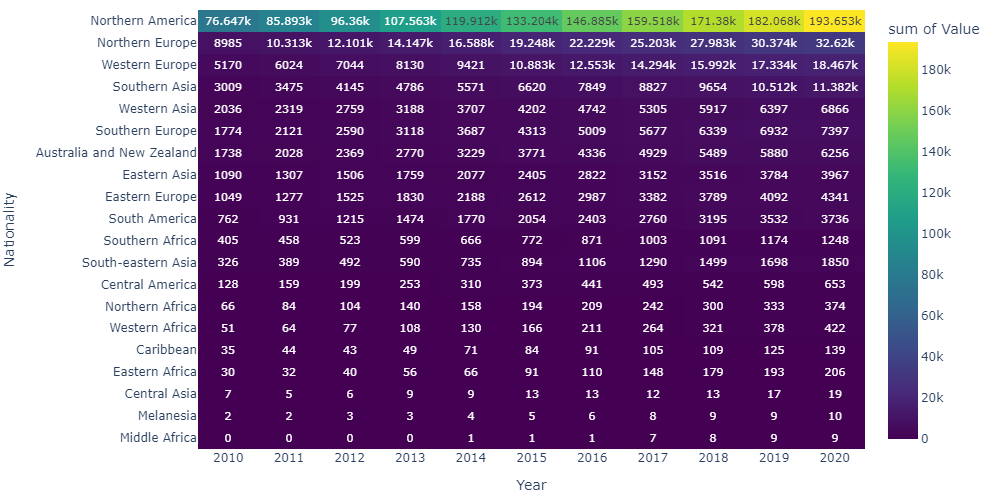 Northern America 76.647k 85.893k 96.36k 107.563k 119.912k 133.204k 146.885k 159.518k 171.38k 182.068k 193.653k
Northern Europe 8985 10.313k 12.101k 14.147k 16.588k 19.248k 22.229k 25.203k 27.983k 30.374k 32.62k
Western Europe 5170 6024 7044 8130 9421 10.883k 12.553k 14.294k 15.992k 17.334k 18.467k
Southern Asia 3009 3475 4145 4786 5571 6620 7849 8827 9654 10.512k 11.382k
Western Asia 2036 2319 2759 3188 3707 4202 4742 5305 5917 6397 6866
Southern Europe 1774 2121 2590 3118 3687 4313 5009 5677 6339 6932 7397
Australia and New Zealand 1738 2028 2369 2770 3229 3771 4336 4929 5489 5880 6256
Eastern Asia 1090 1307 1506 1759 2077 2405 2822 3152 3516 3784 3967
Eastern Europe 1049 1277 1525 1830 2188 2612 2987 3382 3789 4092 4341
South America 762 931 1215 1474 1770 2054 2403 2760 3195 3532 3736
Southern Africa 405 458 523 599 666 772 871 1003 1091 1174 1248
South-eastern Asia 326 389 492 590 735 894 1106 1290 1499 1698 1850
Central America 128 159 199 253 310 373 441 493 542 598 653
Northern Africa 66 84 104 140 158 194 209 242 300 333 374
Western Africa 51 64 77 108 130 166 211 264 321 378 422
Caribbean 35 44 43 49 71 84 91 105 109 125 139
Eastern Africa 30 32 40 56 66 91 110 148 179 193 206
Central Asia 7 5 6 9 9 13 13 12 13 17 19
Melanesia 2 2 3 3 4 5 6 8 9 9 10
Middle Africa 0 0 0 0 1 1 1 7 8 9 9
2010 2011 2012 2013 2014 2015 2016 2017 2018 2019 2020
Year
Nationality
sum of Value
180k
160k
140k
120k
100k
80k
60k
40k
20k
0